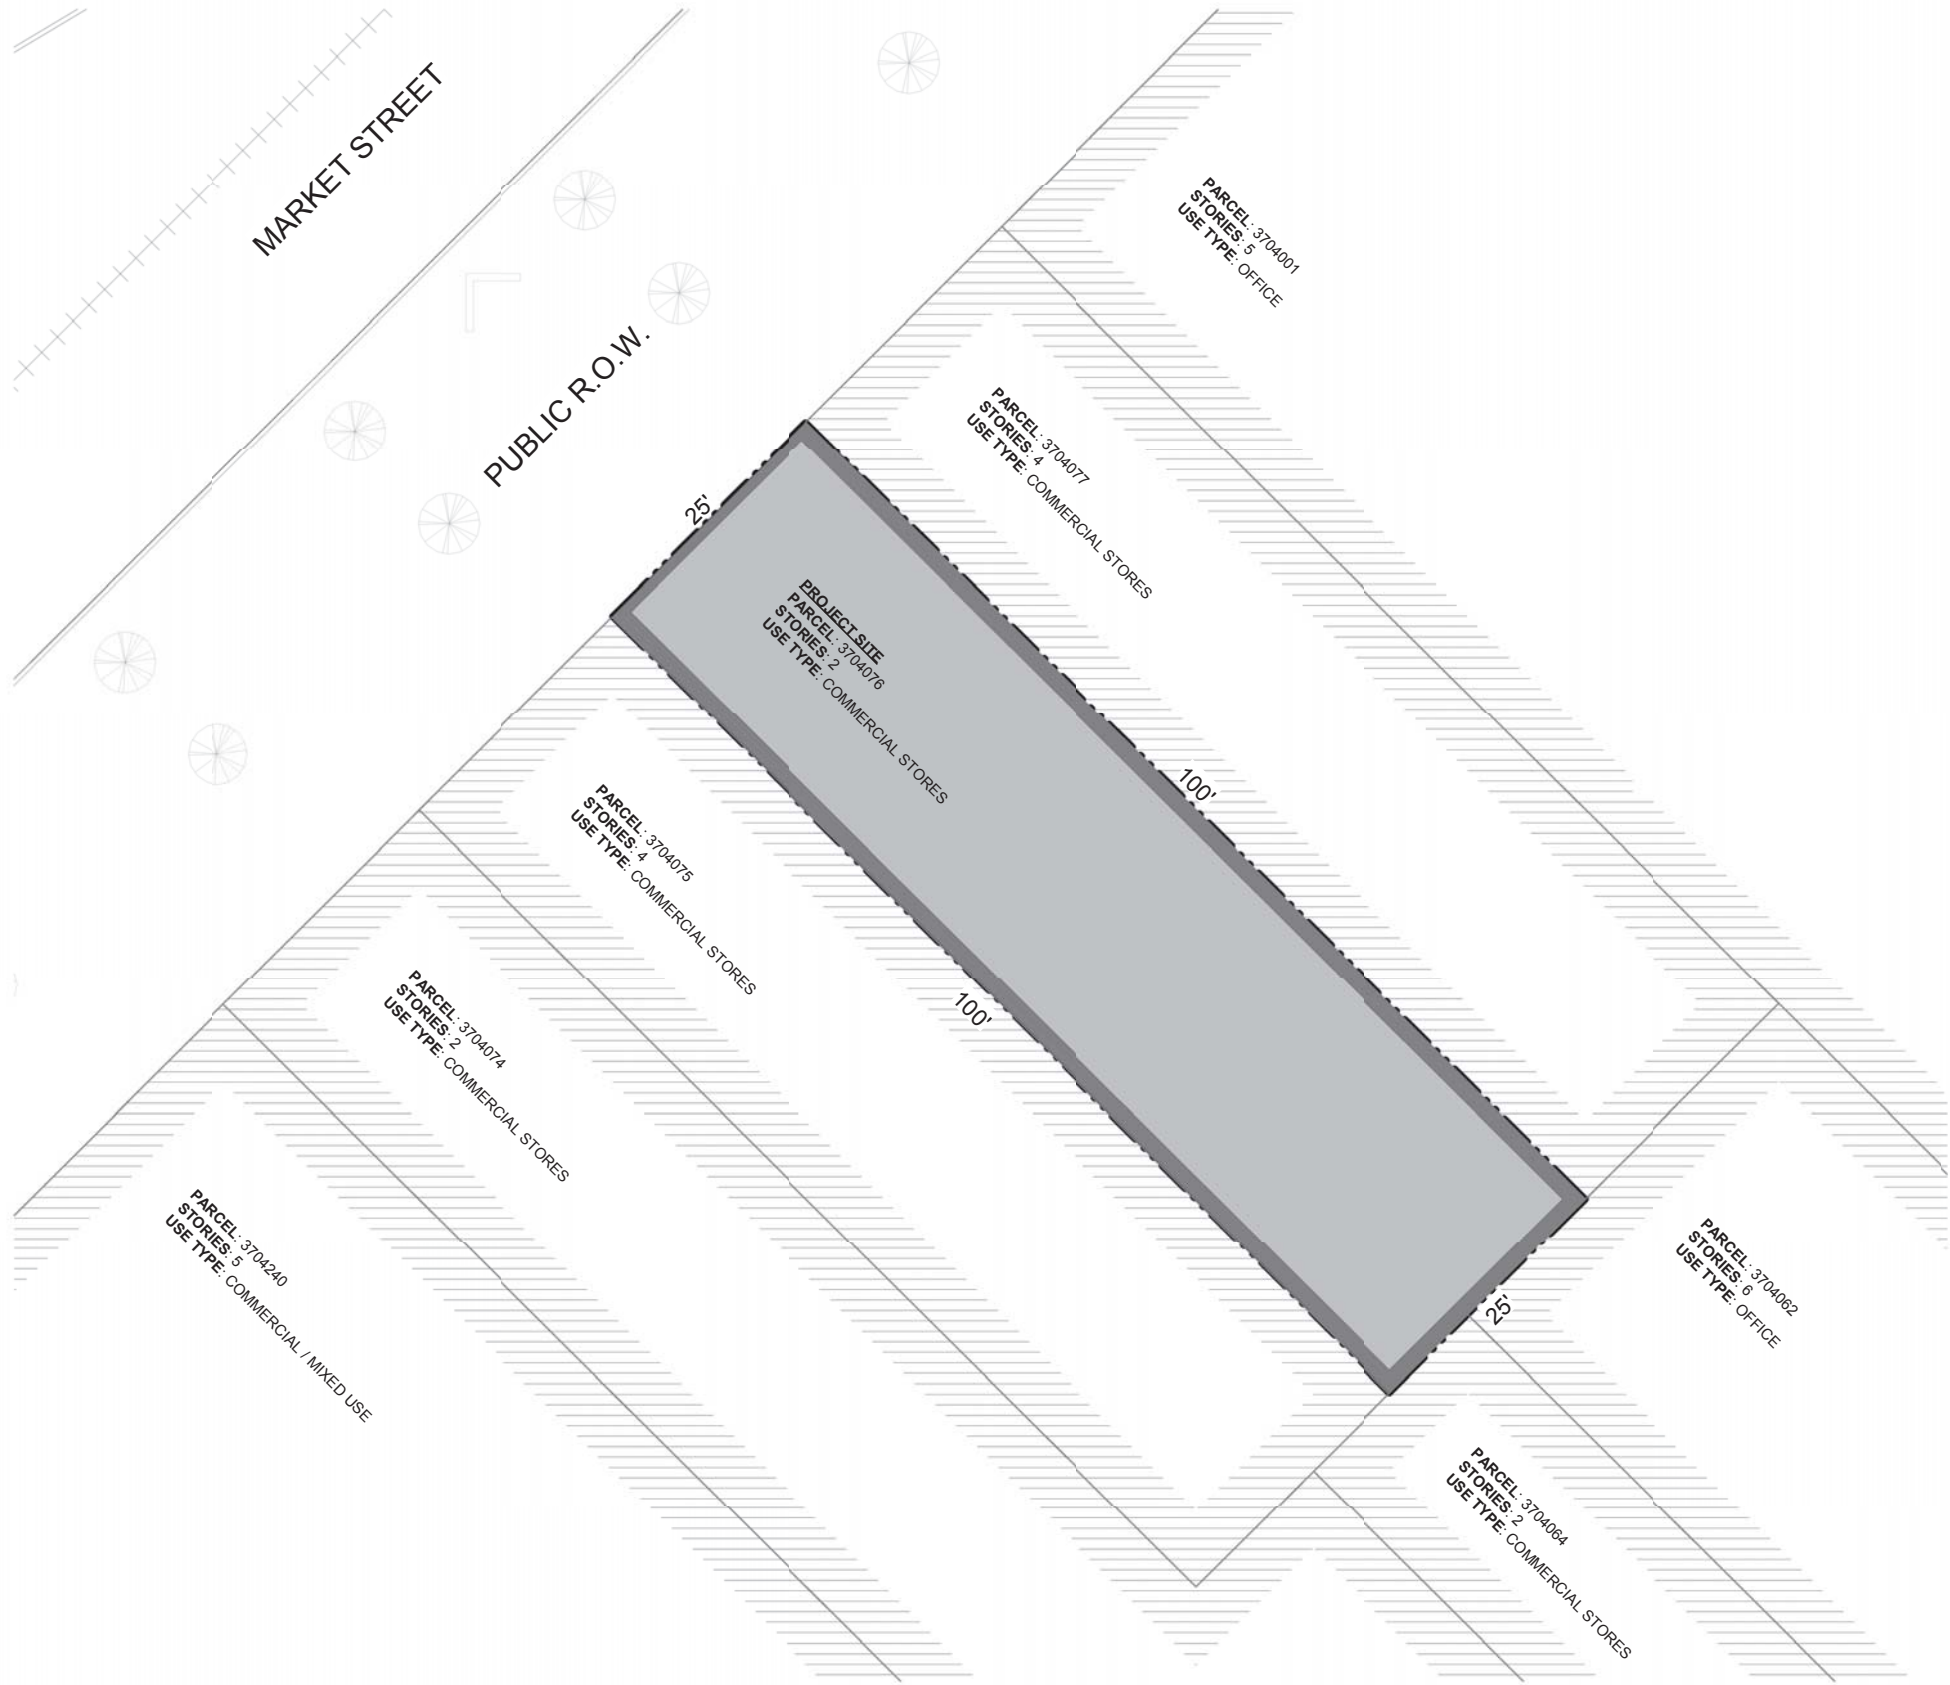 MARKET STREET
PUBLIC R.O.W.
PARCEL: 3704001
STORIES: 5
USE TYPE: OFFICE
PARCEL: 3704077
STORIES: 4
USE TYPE: COMMERCIAL STORES
25'
PROJECT SITE
PARCEL: 3704076
STORIES: 2
USE TYPE: COMMERCIAL STORES
100'
PARCEL: 3704075
STORIES: 4
USE TYPE: COMMERCIAL STORES
100'
PARCEL: 3704074
STORIES: 2
USE TYPE: COMMERCIAL STORES
PARCEL: 3704240
STORIES: 5
USE TYPE: COMMERCIAL / MIXED USE
PARCEL: 3704062
STORIES: 6
USE TYPE: OFFICE
25'
PARCEL: 3704064
STORIES: 2
USE TYPE: COMMERCIAL STORES